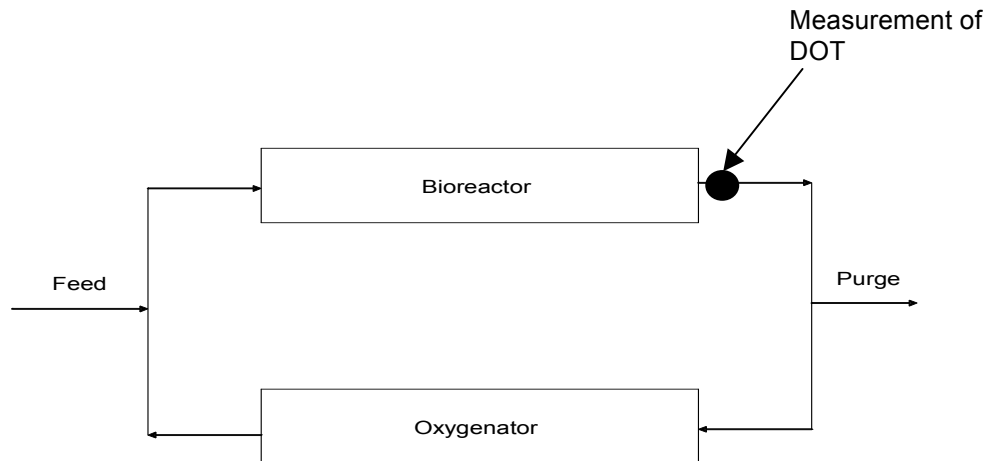 Measurement of
DOT
Bioreactor
Feed
Purge
Oxygenator